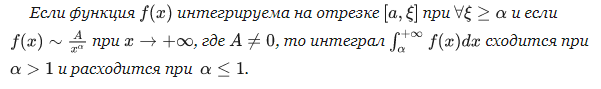 Если функция f(x) интегрируема на отрезке [a, ξ] при ∀ξ ≥ α и если
f(x) ∼ A/x^α при x → +∞, где A ≠ 0, то интеграл ∫_α^{+∞} f(x)dx сходится при
α > 1 и расходится при α ≤ 1.